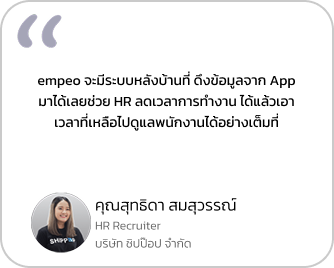 empeo จะมีระบบหลังบ้านที่ ดึงข้อมูลจาก App
มาได้เลยช่วย HR ลดเวลาการทำงาน ได้แล้วเอา
เวลาที่เหลือไปดูแลพนักงานได้อย่างเต็มที่
SHIPPOP
คุณสุทธิดา สมสุวรรณ์
HR Recruiter
บริษัท ชิปป๊อป จำกัด